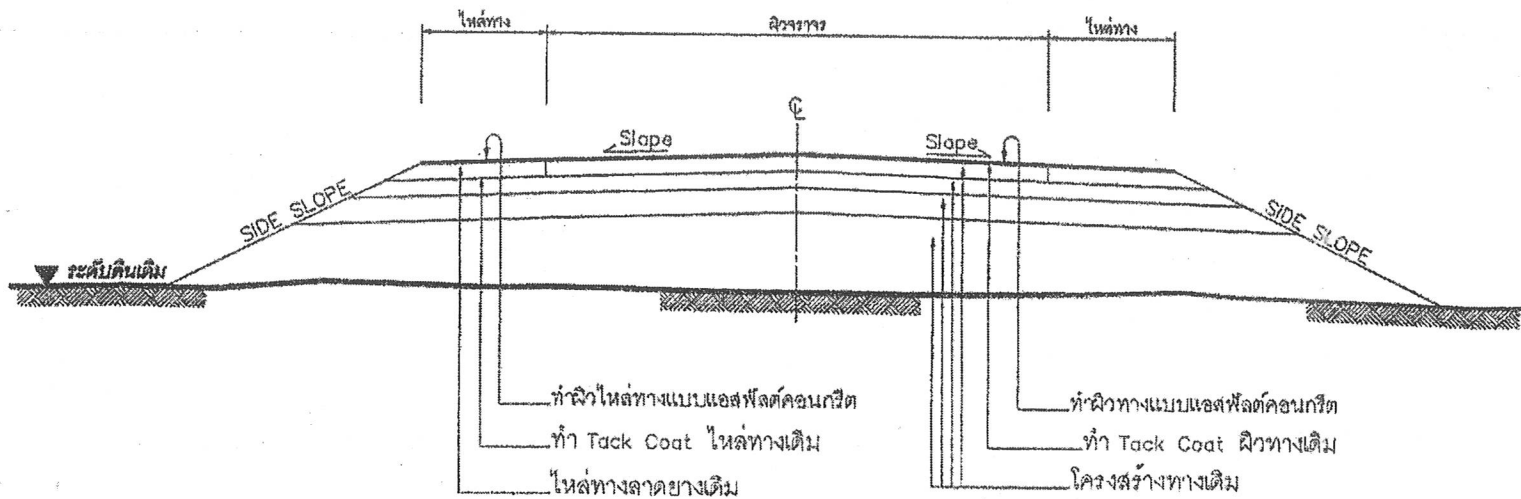 ไหล่ทาง
ผิวจราจร
ไหล่ทาง
℄
Slope
Slope
SIDE SLOPE
SIDE SLOPE
ระดับดินเดิม
ทำผิวไหล่ทางแบบแอสฟัลต์คอนกรีต
ทำผิวทางแบบแอสฟัลต์คอนกรีต
ทำ Tack Coat ไหล่ทางเดิม
ทำ Tack Coat ผิวทางเดิม
ไหล่ทางลาดยางเดิม
โครงสร้างทางเดิม